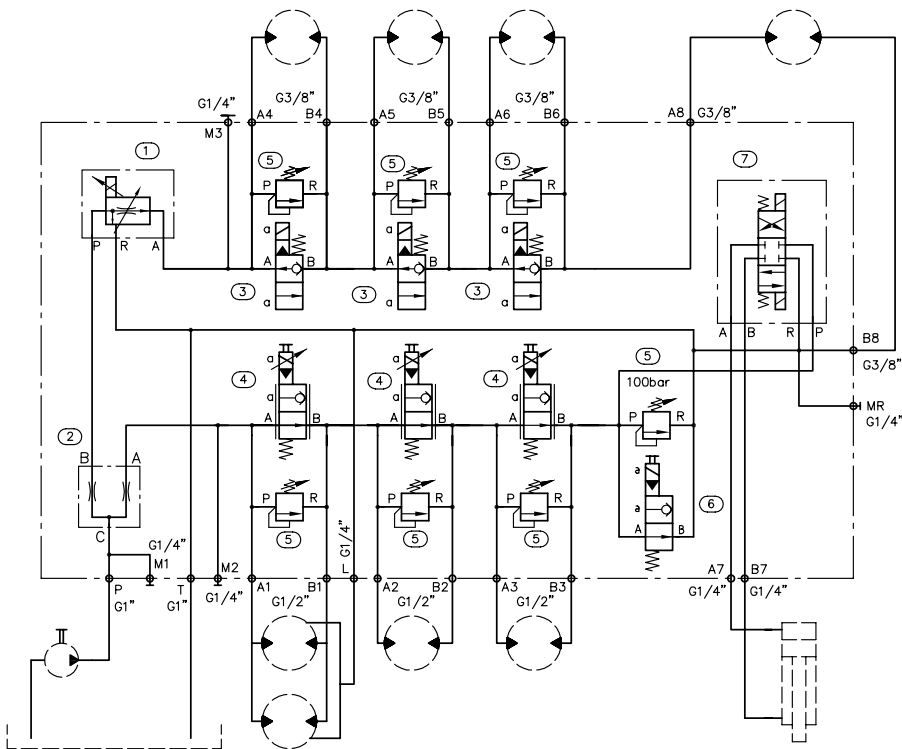 G3/8” G3/8” G3/8”
G1/4” A4 B4 A5 B5 A6 B6 A8 G3/8”
M3
1 5 5 5 7
P R P R P R
a a a
P R A A B A B A B
3 3 3
a a a
A B R P
B8
G3/8”
a a a 5
4 4 4 100bar
a a a MR
P R G1/4”
A B A B A B
2
B A a
P R P R P R a 6
5 5 5
C A B
G1/4” G1/4”
M1 M2 L A7 B7
P T G1/4” A1 B1 A2 B2 A3 B3 G1/4” G1/4”
G1” G1” G1/2” G1/2” G1/2”